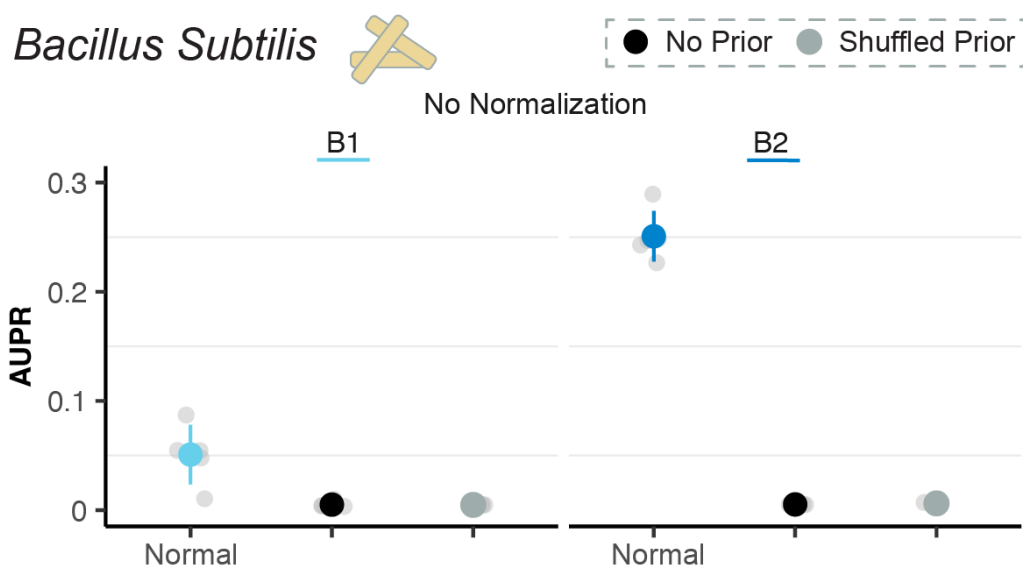 Bacillus Subtilis
No Prior
Shuffled Prior
No Normalization
B1
B2
0.3
0.2
0.1
0
AUPR
Normal
Normal